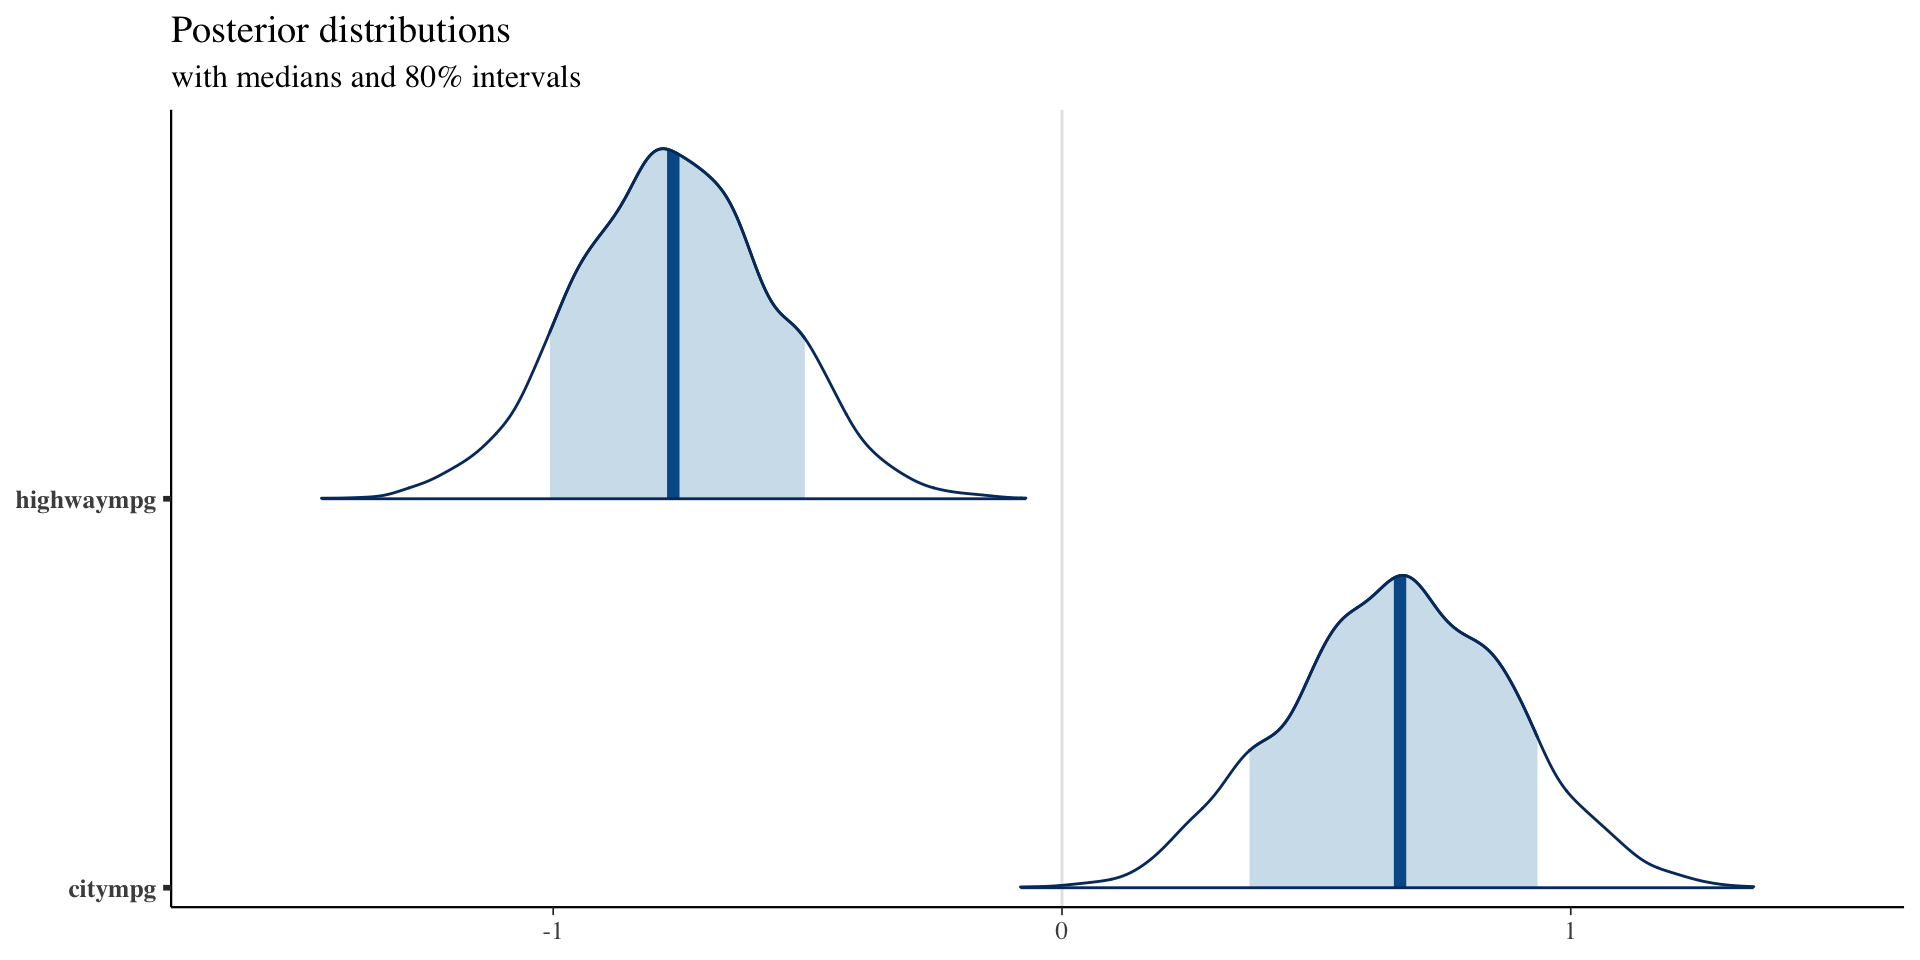 Posterior distributions
with medians and 80% intervals
highwaympg
citympg
-1 0 1